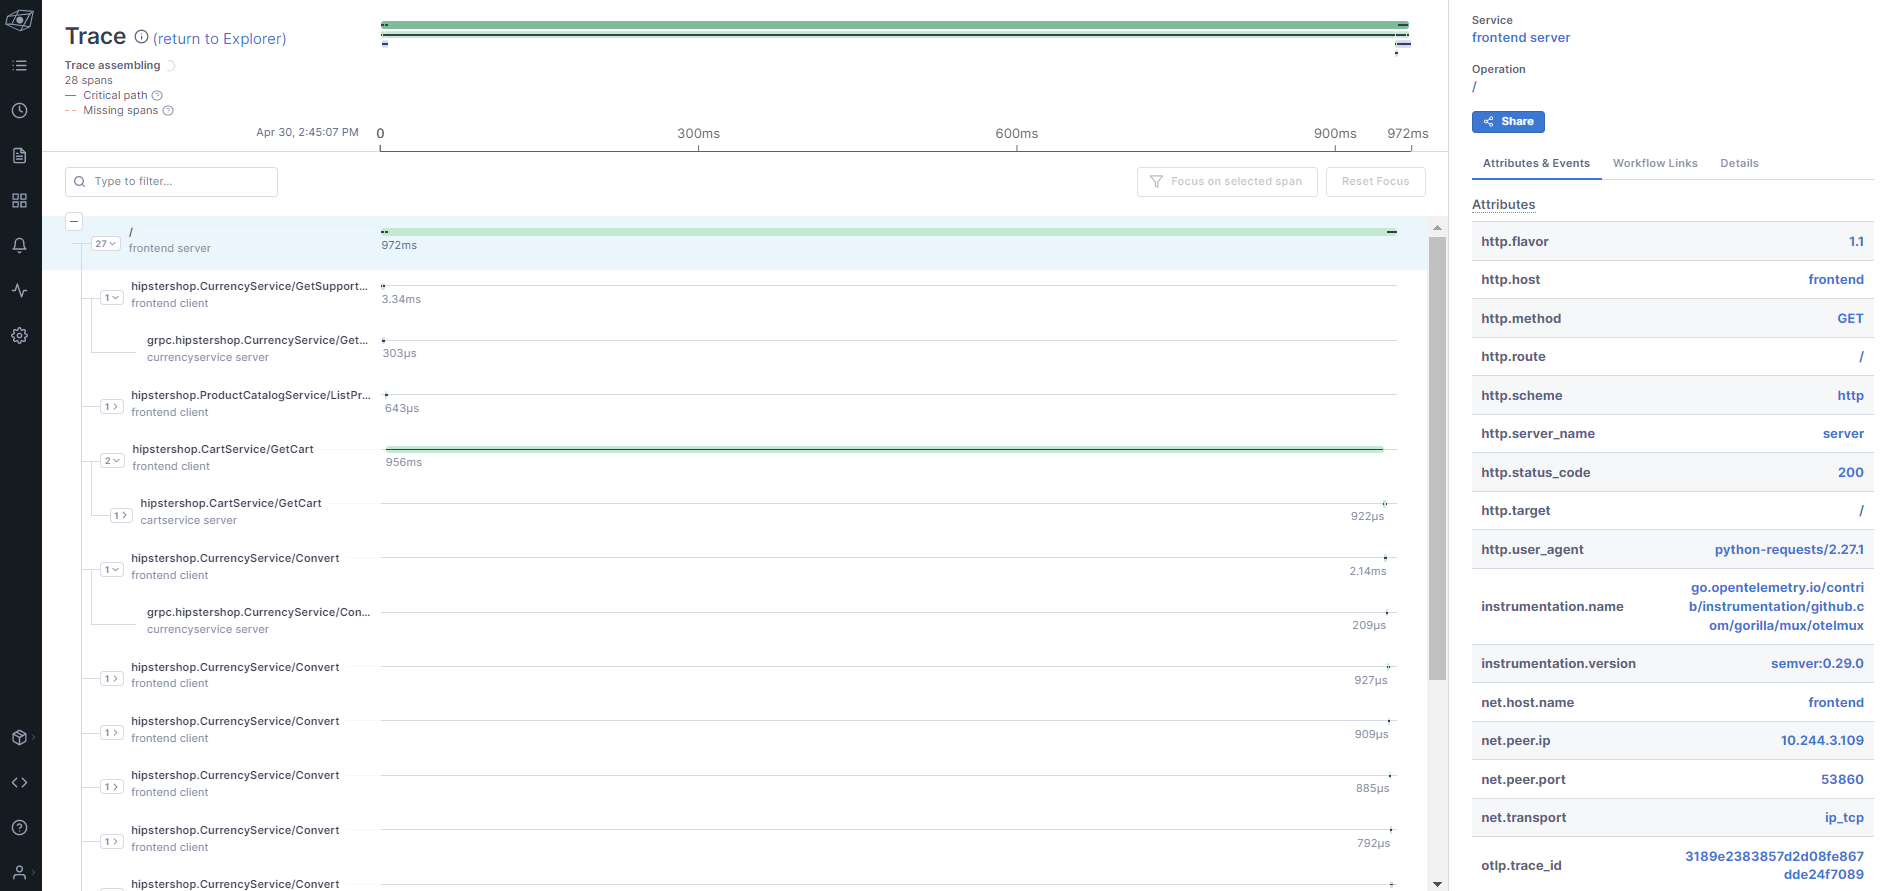 Trace (return to Explorer)
Trace assembling
28 spans
Critical path
Missing spans
Apr 30, 2:45:07 PM 0 300ms 600ms 900ms 972ms
Type to filter...
Focus on selected span
Reset Focus
27
/
frontend server
972ms
1
hipstershop.CurrencyService/GetSupport...
frontend client
3.34ms
grpc.hipstershop.CurrencyService/Get...
currencyservice server
303µs
1
hipstershop.ProductCatalogService/ListPr...
frontend client
643µs
2
hipstershop.CartService/GetCart
frontend client
956ms
1
hipstershop.CartService/GetCart
cartservice server
922µs
1
hipstershop.CurrencyService/Convert
frontend client
2.14ms
grpc.hipstershop.CurrencyService/Con...
currencyservice server
209µs
1
hipstershop.CurrencyService/Convert
frontend client
927µs
1
hipstershop.CurrencyService/Convert
frontend client
909µs
1
hipstershop.CurrencyService/Convert
frontend client
885µs
1
hipstershop.CurrencyService/Convert
frontend client
792µs
hipstershop.CurrencyService/Convert
Service
frontend server
Operation
/
Share
Attributes & Events Workflow Links Details
Attributes
http.flavor 1.1
http.host frontend
http.method GET
http.route /
http.scheme http
http.server_name server
http.status_code 200
http.target /
http.user_agent python-requests/2.27.1
instrumentation.name go.opentelemetry.io/contri
b/instrumentation/github.c
om/gorilla/mux/otelmux
instrumentation.version semver:0.29.0
net.host.name frontend
net.peer.ip 10.244.3.109
net.peer.port 53860
net.transport ip_tcp
otlp.trace_id 3189e2383857d2d08fe867
dde24f7089